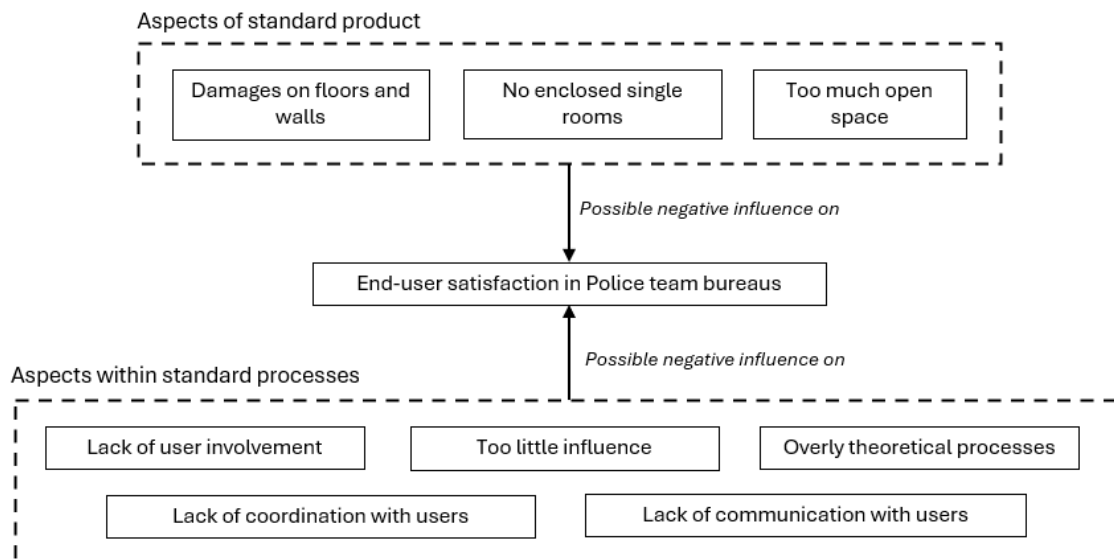 Aspects of standard product
Damages on floors and
walls
No enclosed single
rooms
Too much open
space
Possible negative influence on
End-user satisfaction in Police team bureaus
Possible negative influence on
Aspects within standard processes
Lack of user involvement
Too little influence
Overly theoretical processes
Lack of coordination with users
Lack of communication with users